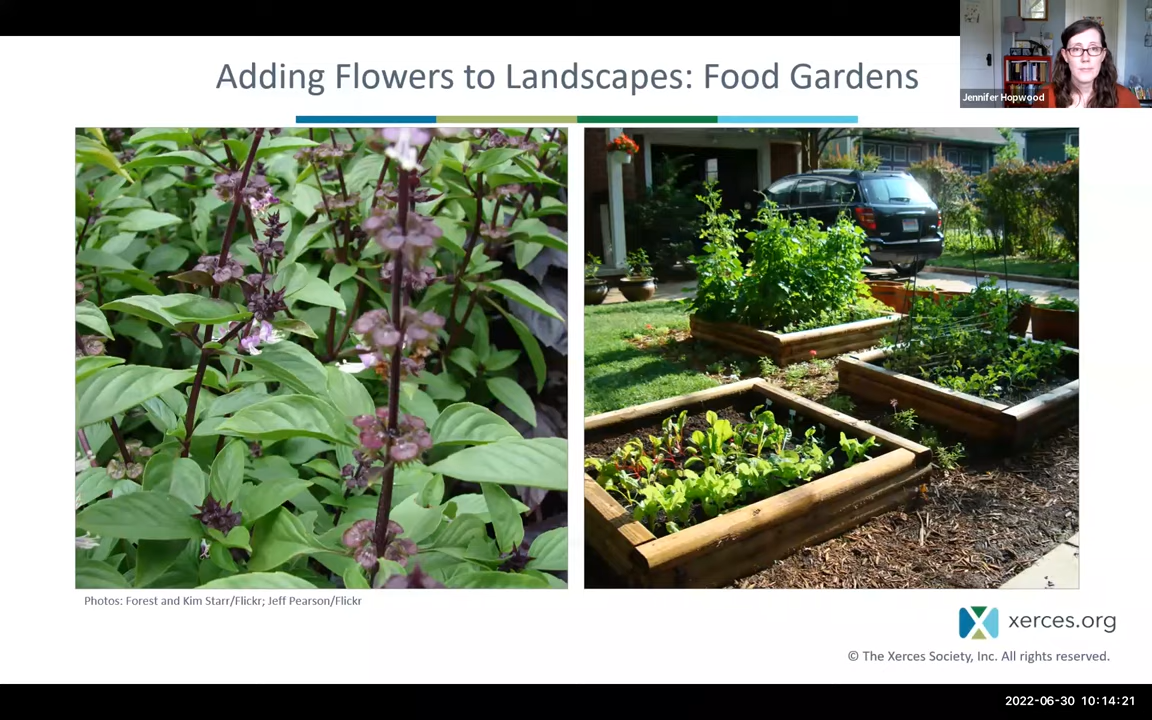 Adding Flowers to Landscapes: Food Gardens
Jennifer Hopwood
Photos: Forest and Kim Starr/Flickr; Jeff Pearson/Flickr
xerces.org
© The Xerces Society, Inc. All rights reserved.
2022-06-30 10:14:21